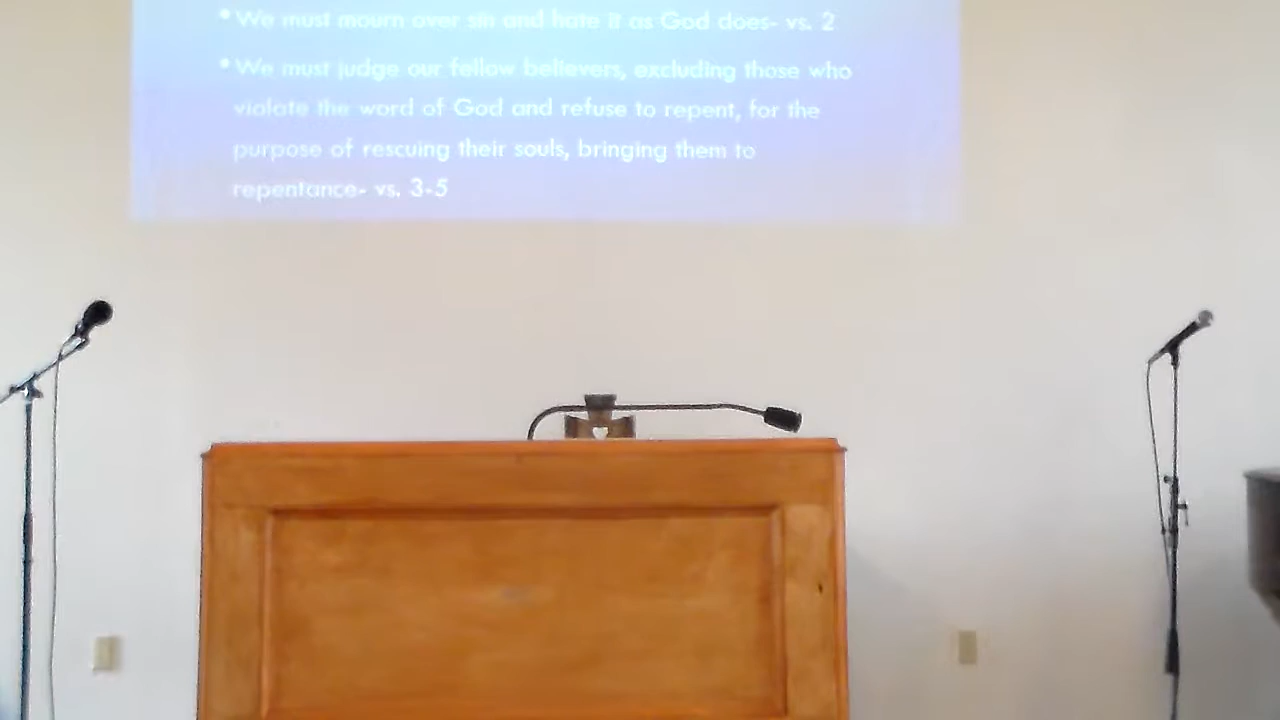 • We must mourn over sin and hate it as God does- vs. 2
• We must judge our fellow believers, excluding those who
violate the word of God and refuse to repent, for the
purpose of rescuing their souls, bringing them to
repentance- vs. 3-5